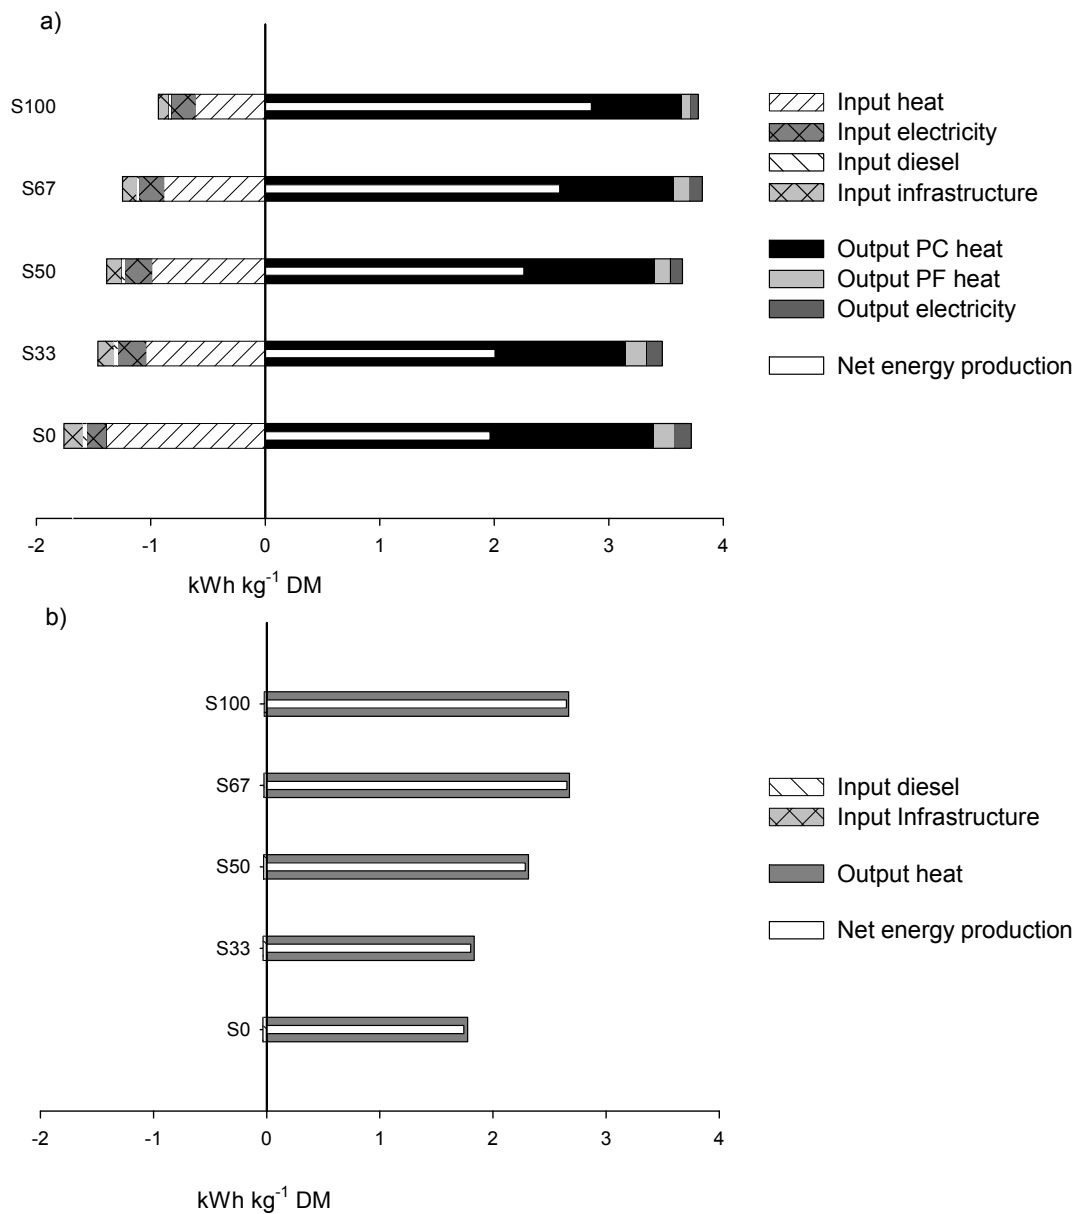 a)
S100
S67
S50
S33
S0
-2 -1 0 1 2 3 4
kWh kg⁻¹ DM
Input heat
Input electricity
Input diesel
Input infrastructure
Output PC heat
Output PF heat
Output electricity
Net energy production
b)
S100
S67
S50
S33
S0
-2 -1 0 1 2 3 4
kWh kg⁻¹ DM
Input diesel
Input Infrastructure
Output heat
Net energy production